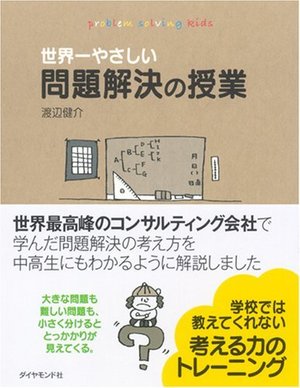 problem solving kids
世界一やさしい
問題解決の授業
渡辺健介
A
B
C
D
E
F
G
世界最高峰のコンサルティング会社で
学んだ問題解決の考え方を
中高生にもわかるように解説しました
大きな問題も
難しい問題も、
小さく分けると
とっかかりが
見えてくる。
学校では
教えてくれない
考える力の
トレーニング
ダイヤモンド社